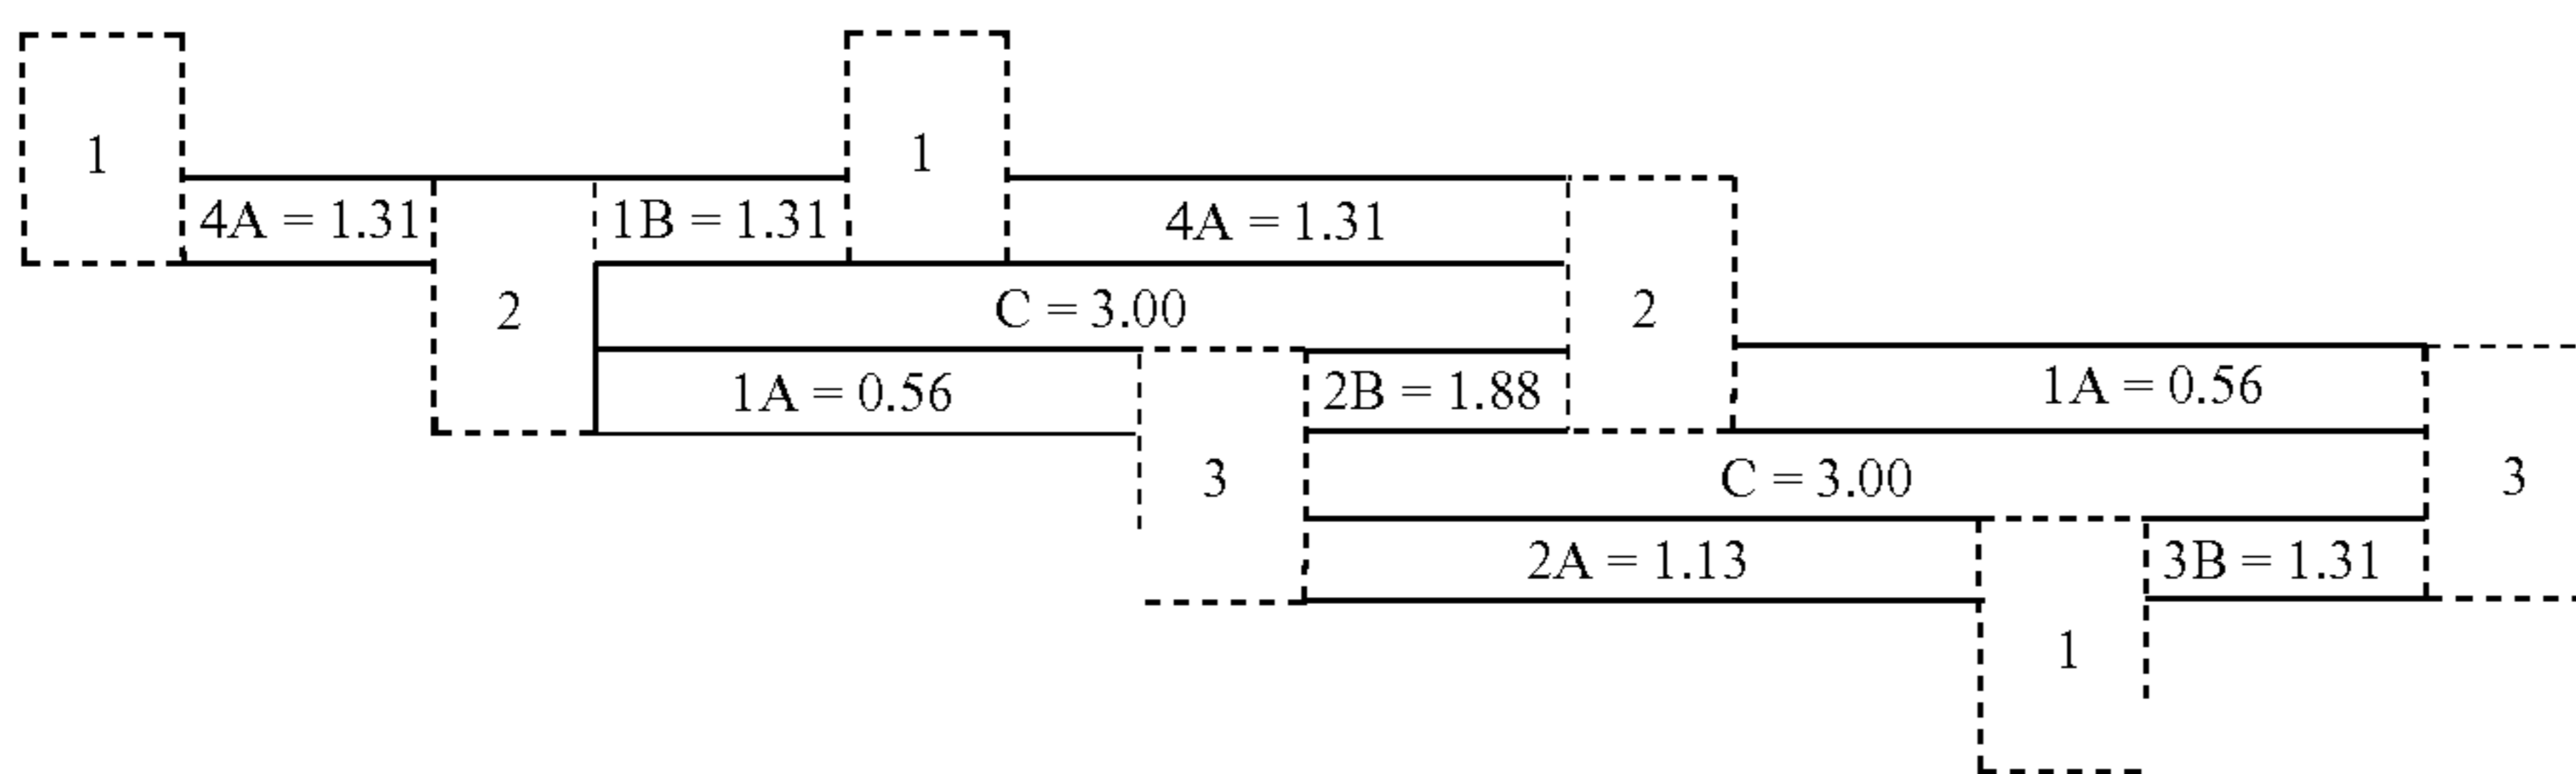 1
1
4A = 1.31
1B = 1.31
4A = 1.31
2
C = 3.00
2
1A = 0.56
2B = 1.88
1A = 0.56
3
C = 3.00
3
2A = 1.13
3B = 1.31
1